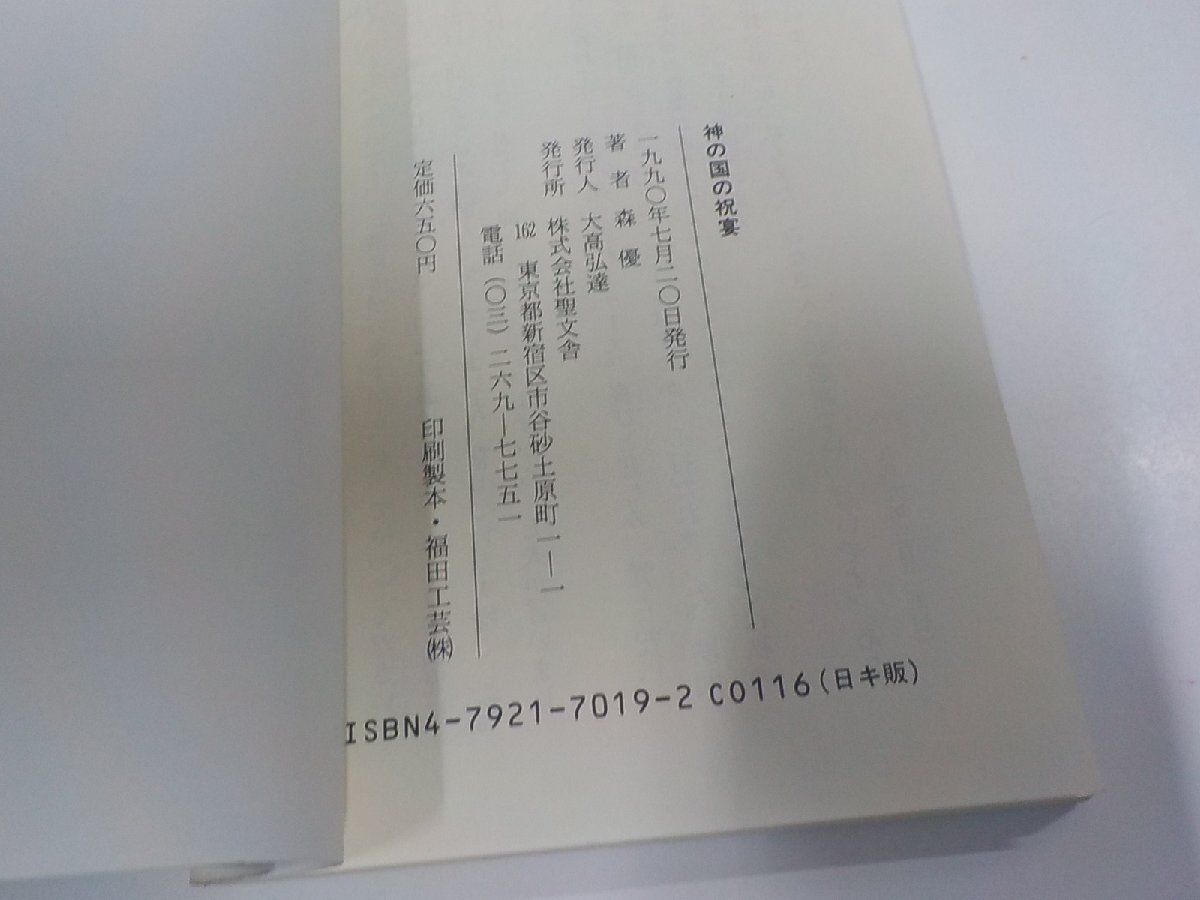 神の国の祝宴
一九九〇年七月二〇日発行
著者 森 優
発行人 大高弘達
発行所 株式会社聖文舎
162 東京都新宿区市谷砂土原町一―一
電話(〇三)二六九―七七五一
定価六五〇円
印刷製本・福田工芸㈱
ISBN4-7921-7019-2 C0116(日キ販)